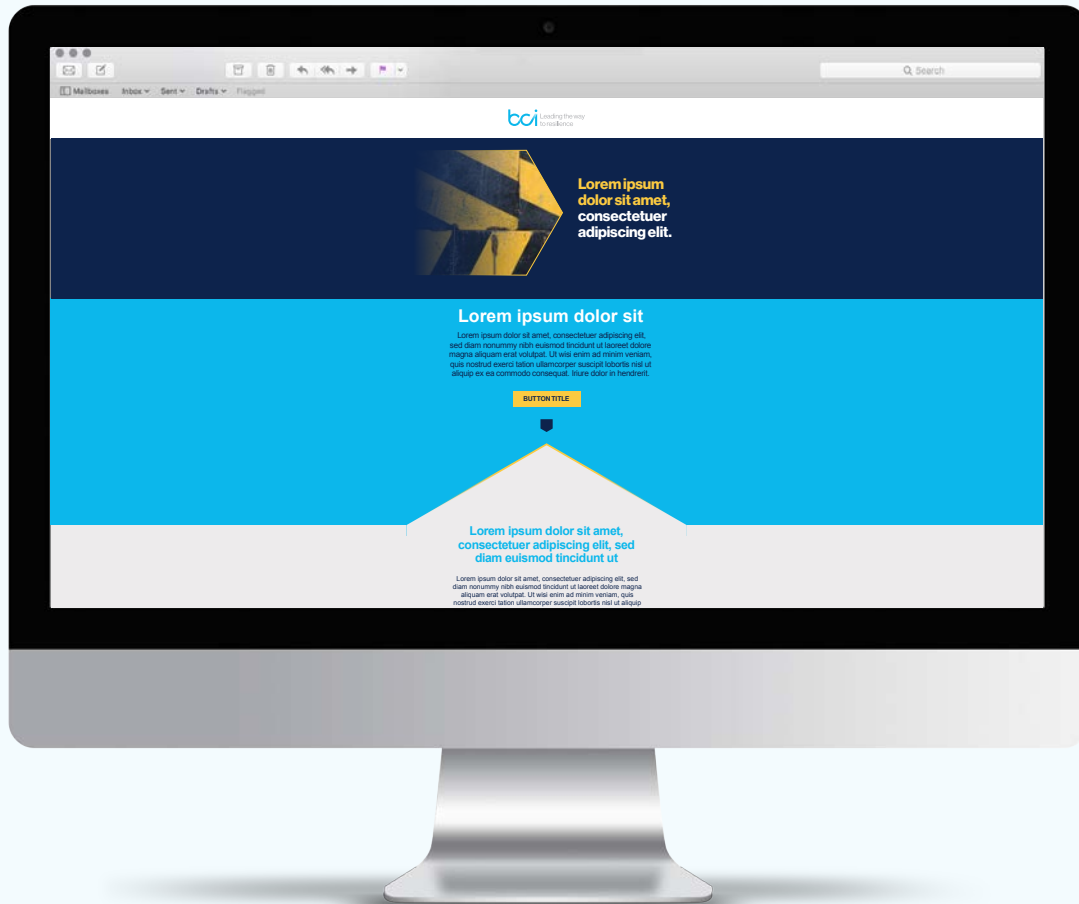 Search
Mailboxes Inbox Sent Drafts Flagged
bci Leading the way
to resilience
Lorem ipsum
dolor sit amet,
consectetuer
adipiscing elit.
Lorem ipsum dolor sit
Lorem ipsum dolor sit amet, consectetuer adipiscing elit,
sed diam nonummy nibh euismod tincidunt ut laoreet dolore
magna aliquam erat volutpat. Ut wisi enim ad minim veniam,
quis nostrud exerci tation ullamcorper suscipit lobortis nisl ut
aliquip ex ea commodo consequat. Iriure dolor in hendrerit.
BUTTON TITLE
Lorem ipsum dolor sit amet,
consectetuer adipiscing elit, sed
diam euismod tincidunt ut
Lorem ipsum dolor sit amet, consectetuer adipiscing elit, sed
diam nonummy nibh euismod tincidunt ut laoreet dolore magna
aliquam erat volutpat. Ut wisi enim ad minim veniam, quis
nostrud exerci tation ullamcorper suscipit lobortis nisl ut aliquip